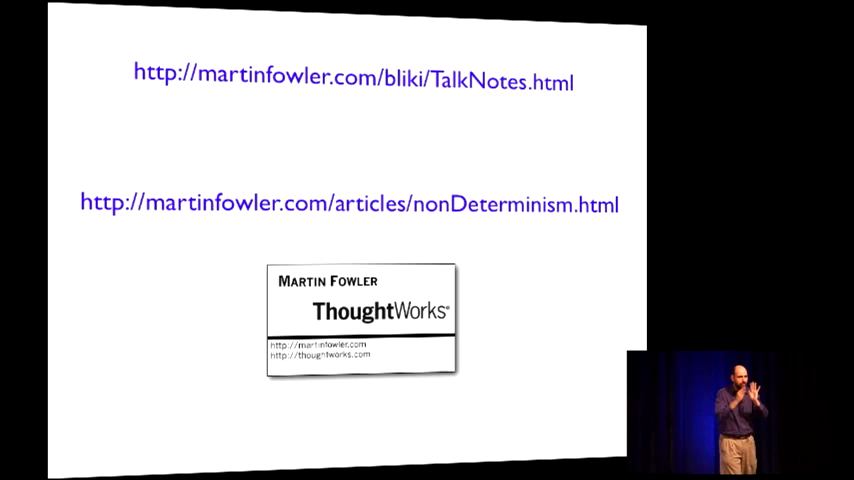 http://martinfowler.com/bliki/TalkNotes.html
http://martinfowler.com/articles/nonDeterminism.html
MARTIN FOWLER
ThoughtWorks®
http://martinfowler.com
http://thoughtworks.com